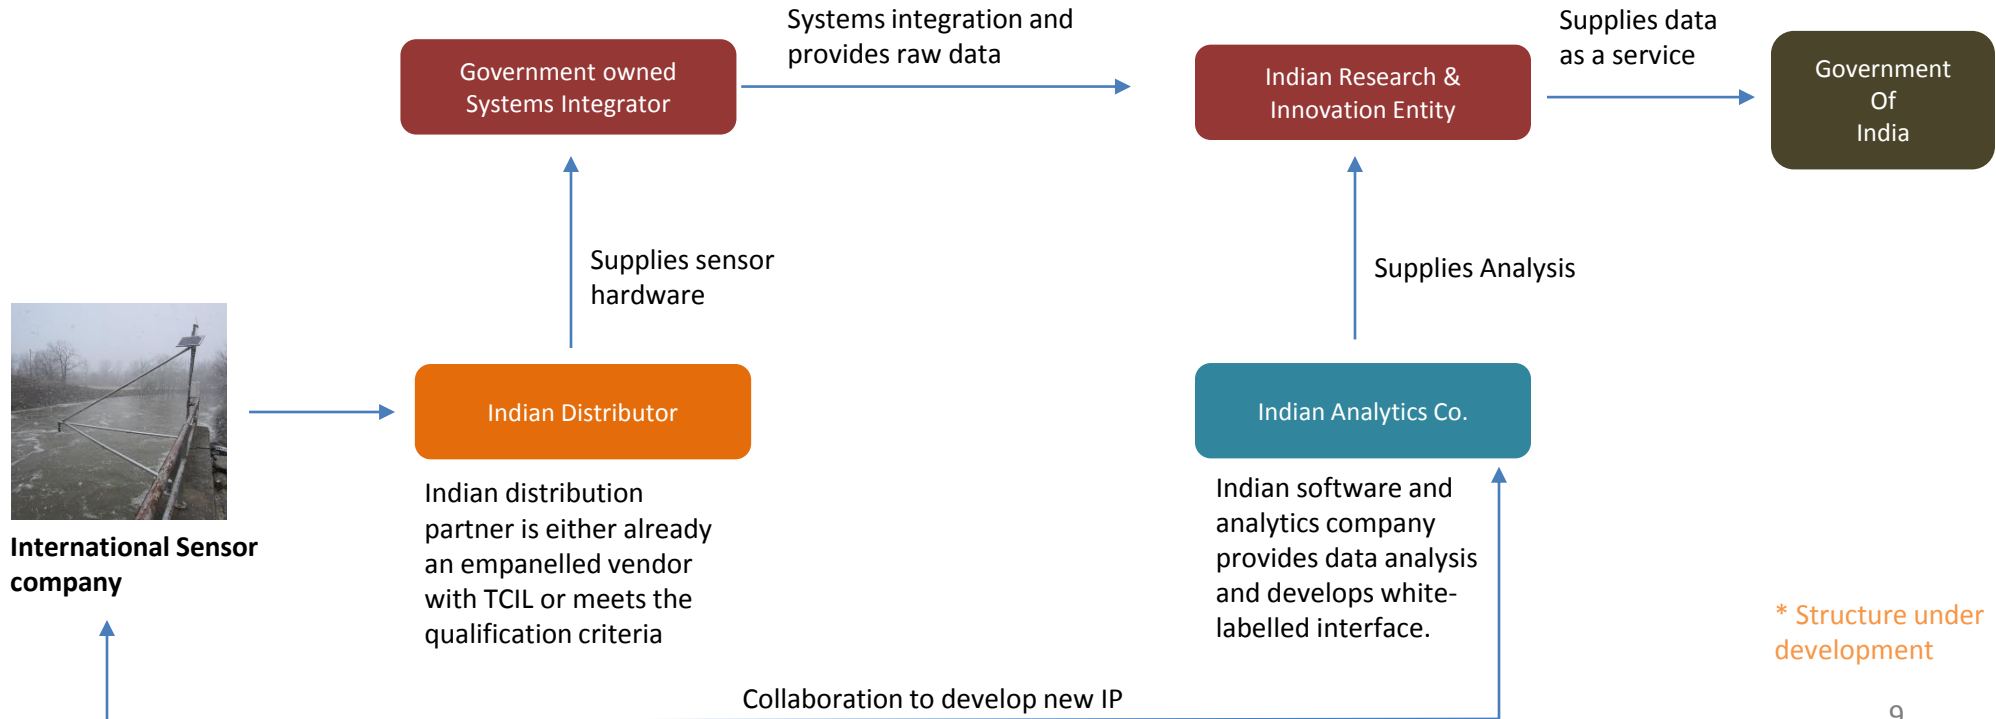 Systems integration and
provides raw data
Supplies data
as a service
Government owned
Systems Integrator
Indian Research &
Innovation Entity
Government
Of
India
Supplies sensor
hardware
Supplies Analysis
Indian Distributor
Indian Analytics Co.
International Sensor
company
Indian distribution
partner is either already
an empanelled vendor
with TCIL or meets the
qualification criteria
Indian software and
analytics company
provides data analysis
and develops white-
labelled interface.
* Structure under
development
Collaboration to develop new IP
9